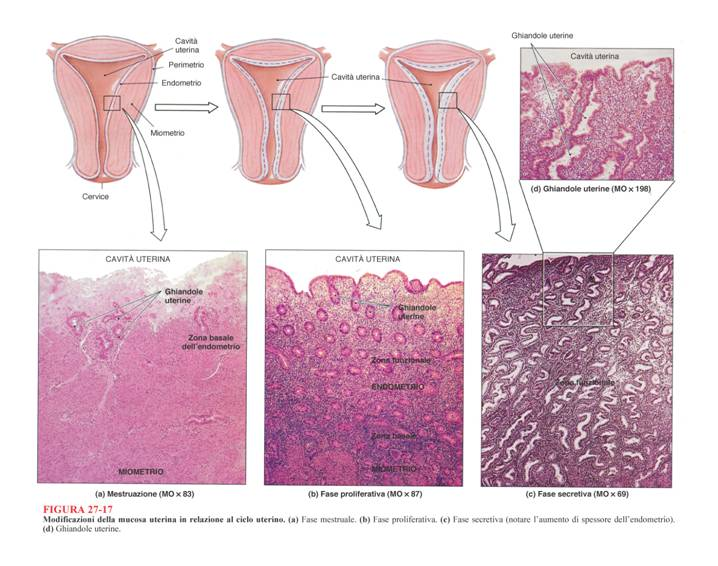 Cavità
uterina
Perimetrio
Endometrio
Miometrio
Cervice
Cavità uterina
Ghiandole uterine
Cavità uterina
(d) Ghiandole uterine (MO × 198)
CAVITÀ UTERINA
Ghiandole
uterine
Zona basale
dell'endometrio
MIOMETRIO
(a) Mestruazione (MO × 83)
CAVITÀ UTERINA
Ghiandole
uterine
Zona funzionale
ENDOMETRIO
Zona basale
MIOMETRIO
(b) Fase proliferativa (MO × 87)
Zona funzionale
(c) Fase secretiva (MO × 69)
FIGURA 27-17
Modificazioni della mucosa uterina in relazione al ciclo uterino. (a) Fase mestruale. (b) Fase proliferativa. (c) Fase secretiva (notare l'aumento di spessore dell'endometrio).
(d) Ghiandole uterine.